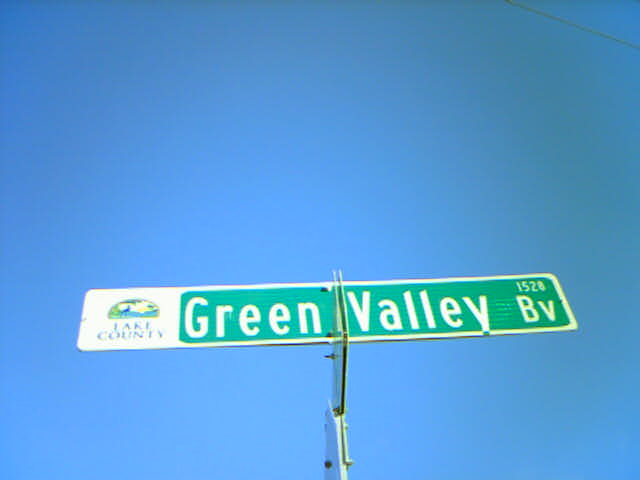 LAKE
COUNTY
Green Valley Bv
1528